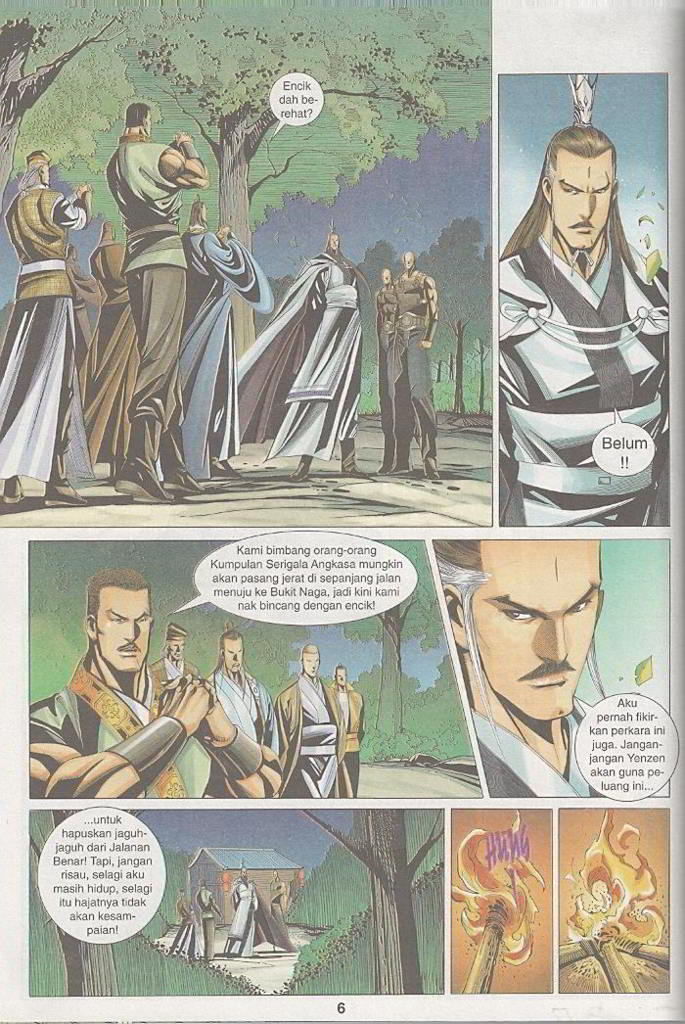 Encik
dah be-
rehat?
Belum
!!
Kami bimbang orang-orang
Kumpulan Serigala Angkasa mungkin
akan pasang jerat di sepanjang jalan
menuju ke Bukit Naga, jadi kini kami
nak bincang dengan encik!
Aku
pernah fikir-
kan perkara ini
juga. Jangan-
jangan Yenzen
akan guna pe-
luang ini...
...untuk
hapuskan jaguh-
jaguh dari Jalanan
Benar! Tapi, jangan
risau, selagi aku
masih hidup, selagi
itu hajatnya tidak
akan kesam-
paian!
HUNG
6